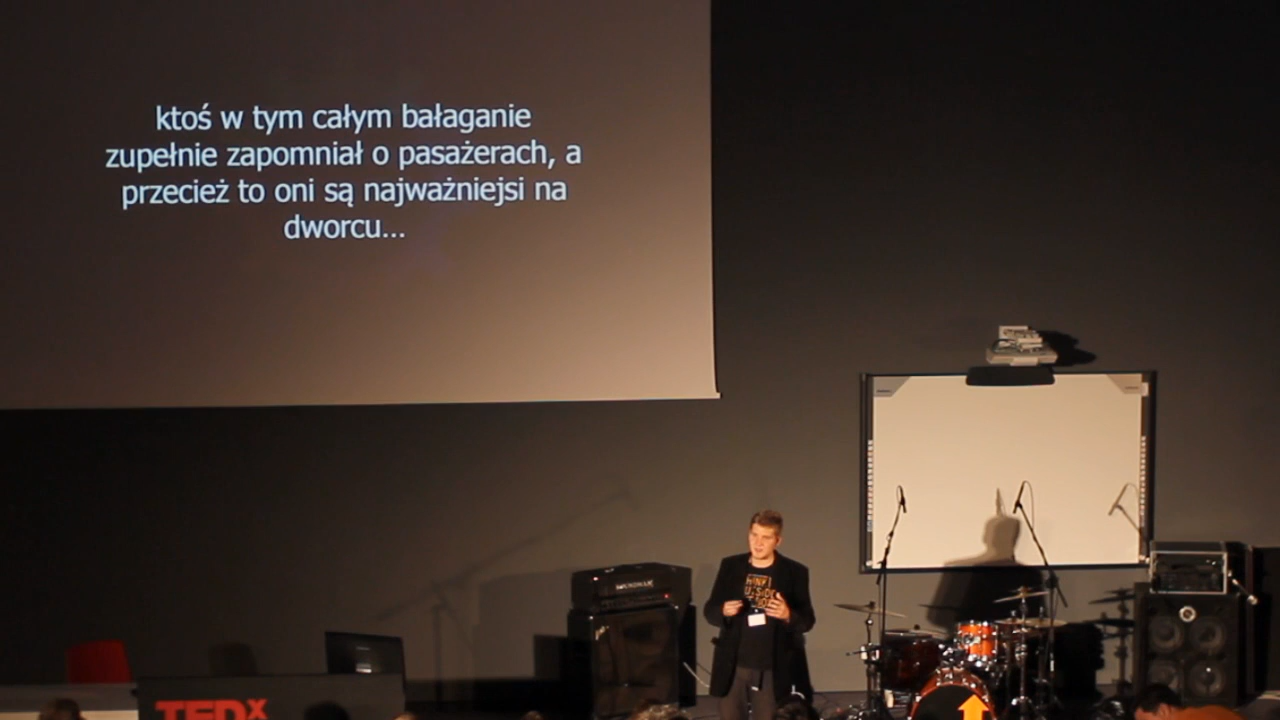 ktoś w tym całym bałaganie
zupełnie zapomniał o pasażerach, a
przecież to oni są najważniejsi na
dworcu...
TEDx